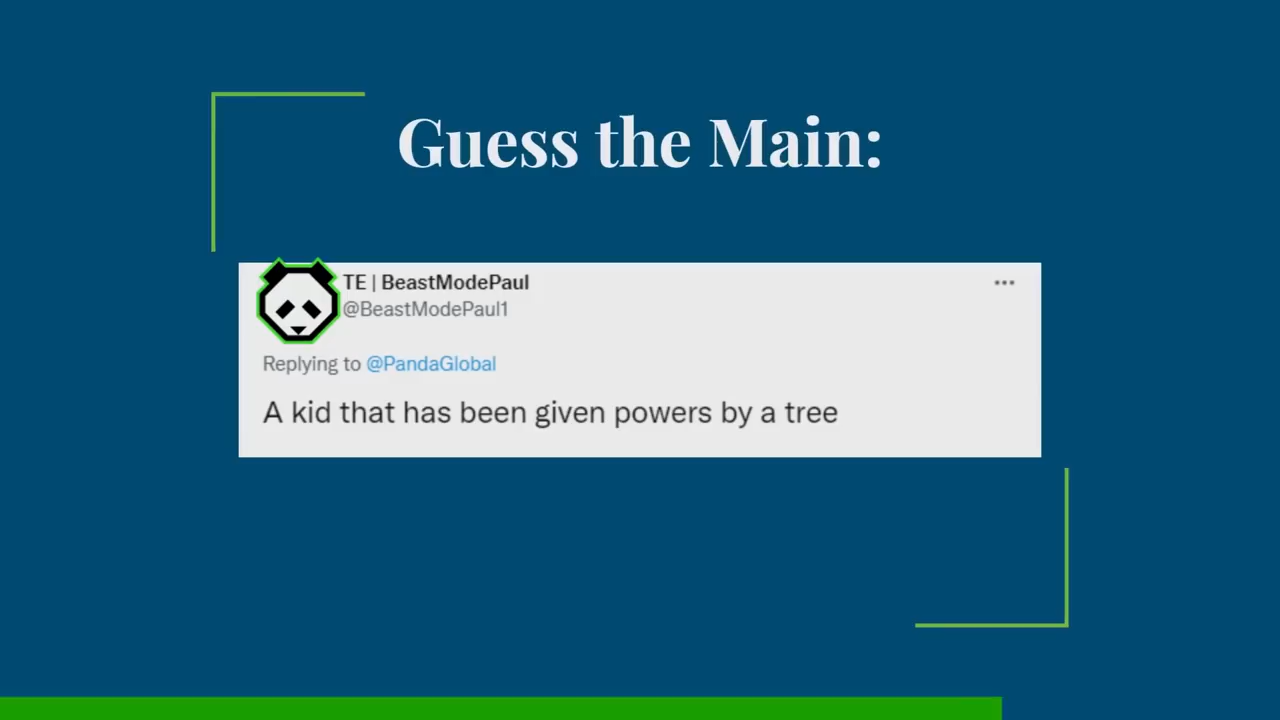 Guess the Main:
TE | BeastModePaul
@BeastModePaul1
Replying to @PandaGlobal
A kid that has been given powers by a tree